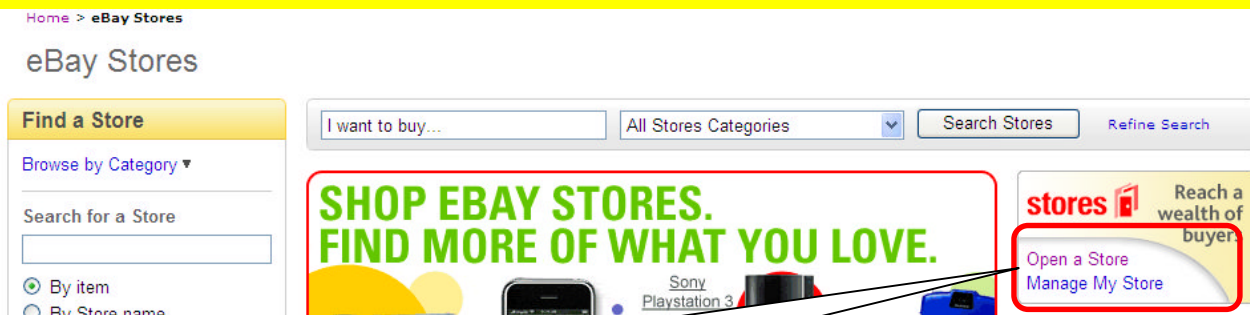 Home > eBay Stores
eBay Stores
Find a Store
Browse by Category ▼
Search for a Store
By item
By Store name
I want to buy...
All Stores Categories
Search Stores
Refine Search
SHOP EBAY STORES.
FIND MORE OF WHAT YOU LOVE.
Sony
Playstation 3
stores
Reach a
wealth of
buyers
Open a Store
Manage My Store